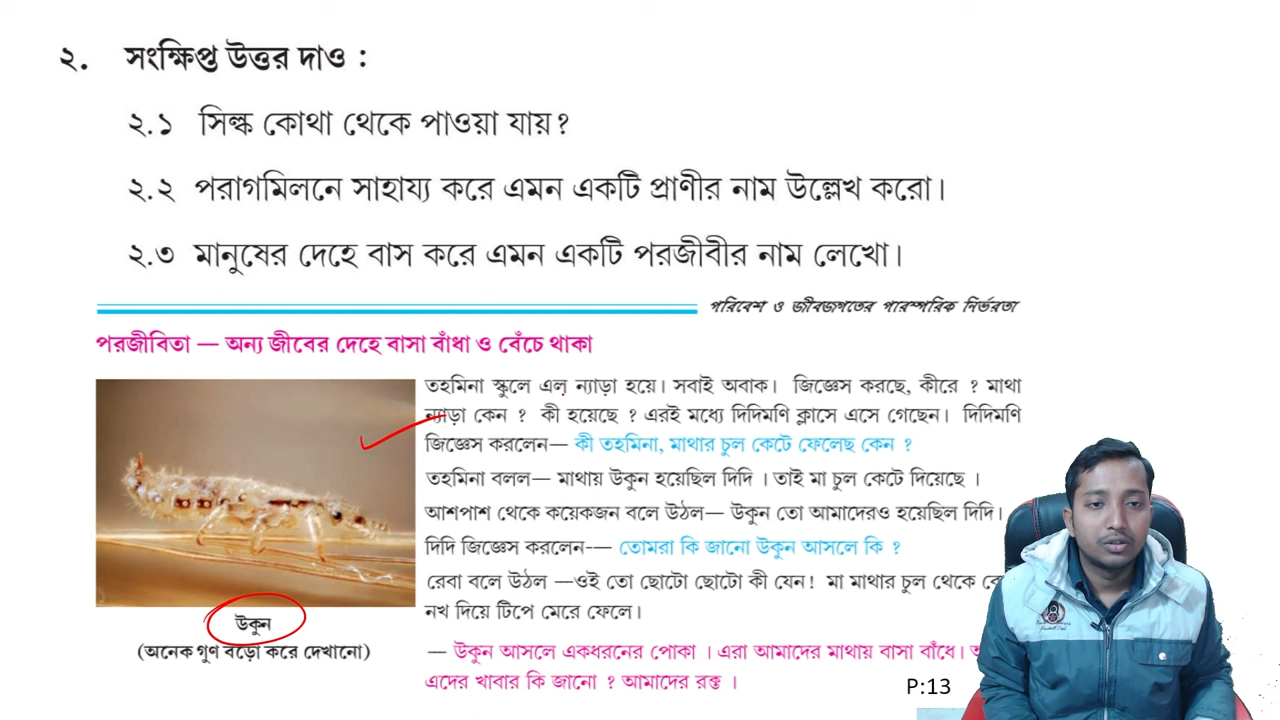 ২. সংক্ষিপ্ত উত্তর দাও :
২.১ সিল্ক কোথা থেকে পাওয়া যায়?
২.২ পরাগমিলনে সাহায্য করে এমন একটি প্রাণীর নাম উল্লেখ করো।
২.৩ মানুষের দেহে বাস করে এমন একটি পরজীবীর নাম লেখো।
পরিবেশ ও জীবজগতের পারস্পরিক নির্ভরতা
পরজীবিতা — অন্য জীবের দেহে বাসা বাঁধা ও বেঁচে থাকা
তহমিনা স্কুলে এল ন্যাড়া হয়ে। সবাই অবাক। জিজ্ঞেস করছে, কীরে ? মাথা
ন্যাড়া কেন ? কী হয়েছে ? এরই মধ্যে দিদিমণি ক্লাসে এসে গেছেন। দিদিমণি
জিজ্ঞেস করলেন— কী তহমিনা, মাথার চুল কেটে ফেলেছ কেন ?
তহমিনা বলল— মাথায় উকুন হয়েছিল দিদি । তাই মা চুল কেটে দিয়েছে ।
আশপাশ থেকে কয়েকজন বলে উঠল— উকুন তো আমাদেরও হয়েছিল দিদি।
দিদি জিজ্ঞেস করলেন-— তোমরা কি জানো উকুন আসলে কি ?
রেবা বলে উঠল —ওই তো ছোটো ছোটো কী যেন! মা মাথার চুল থেকে
নখ দিয়ে টিপে মেরে ফেলে।
উকুন
(অনেক গুণ বড়ো করে দেখানো)
— উকুন আসলে একধরনের পোকা । এরা আমাদের মাথায় বাসা বাঁধে।
এদের খাবার কি জানো ? আমাদের রক্ত ।
P:13